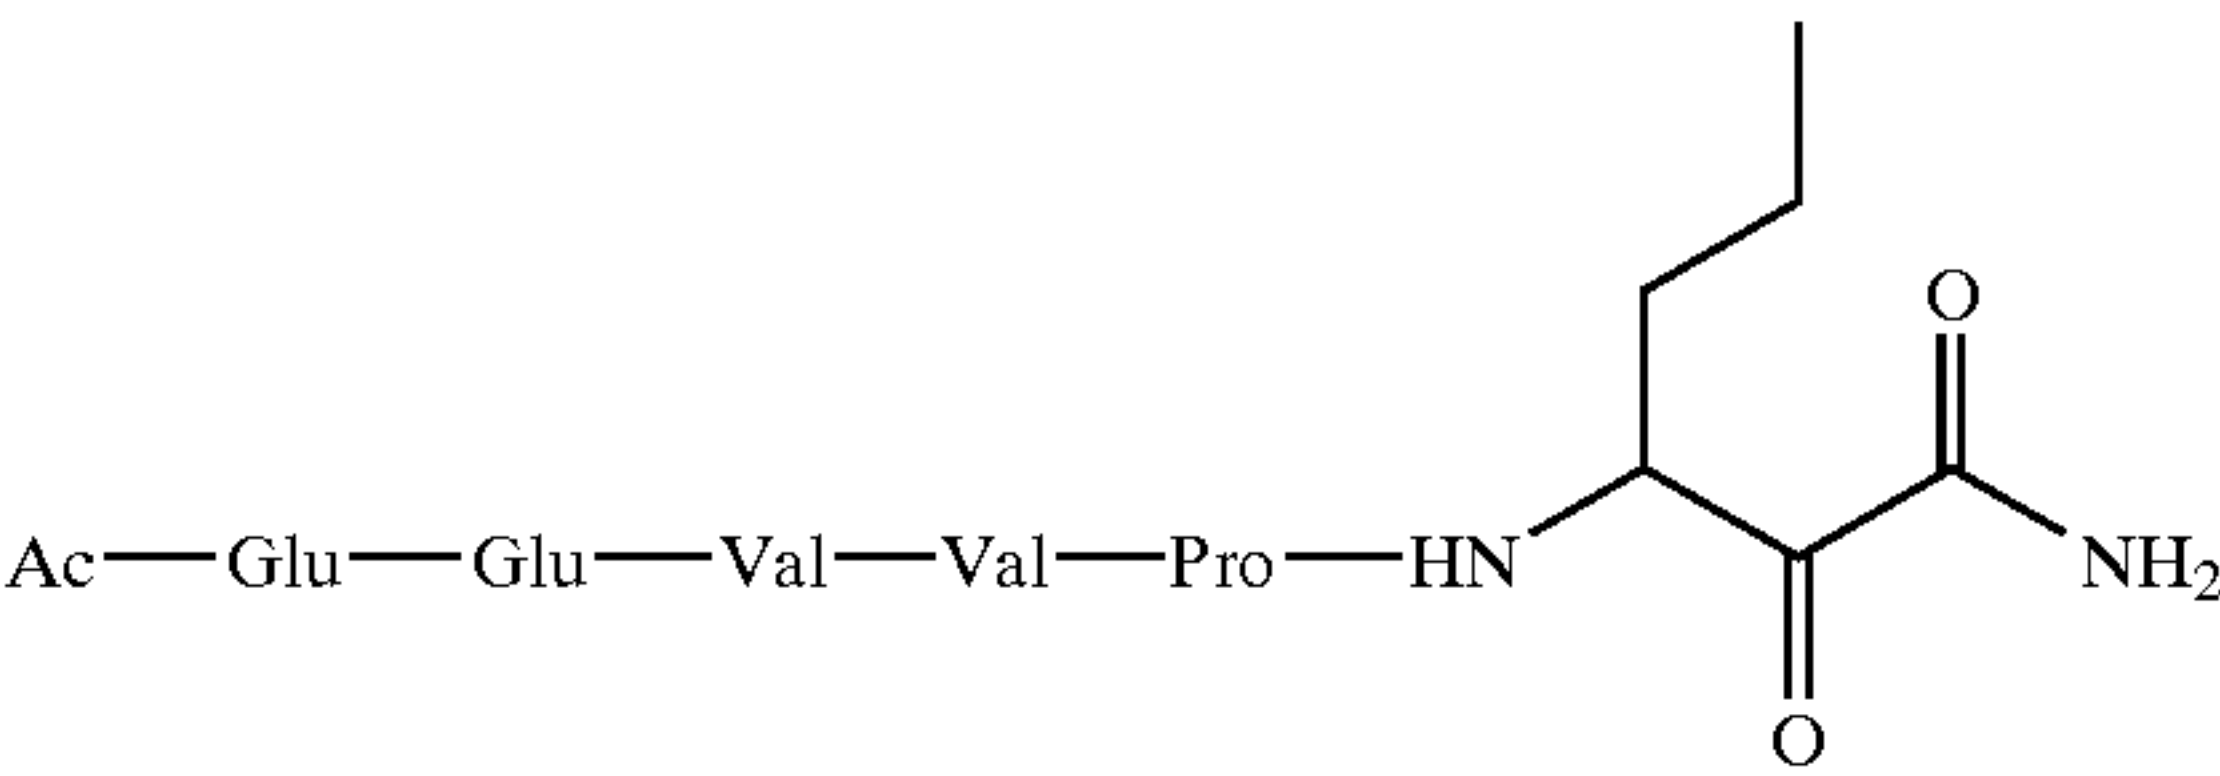 O
Ac Glu Glu Val Val Pro HN NH₂
O